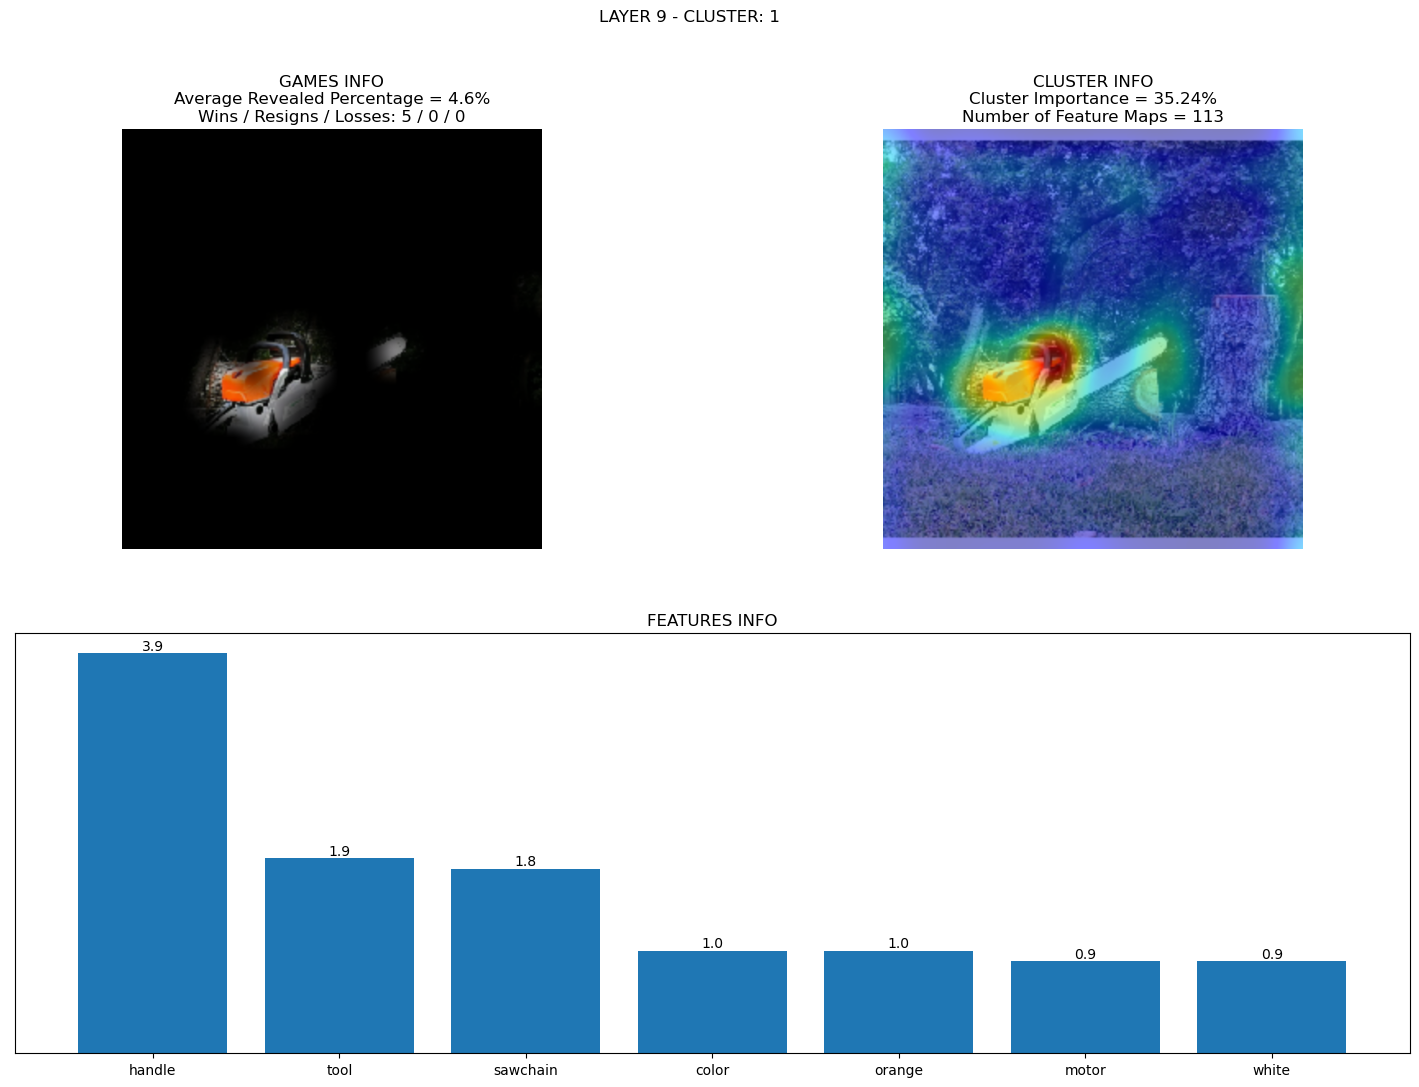 LAYER 9 - CLUSTER: 1
GAMES INFO
Average Revealed Percentage = 4.6%
Wins / Resigns / Losses: 5 / 0 / 0
CLUSTER INFO
Cluster Importance = 35.24%
Number of Feature Maps = 113
FEATURES INFO
3.9
1.9
1.8
1.0
1.0
0.9
0.9
handle
tool
sawchain
color
orange
motor
white